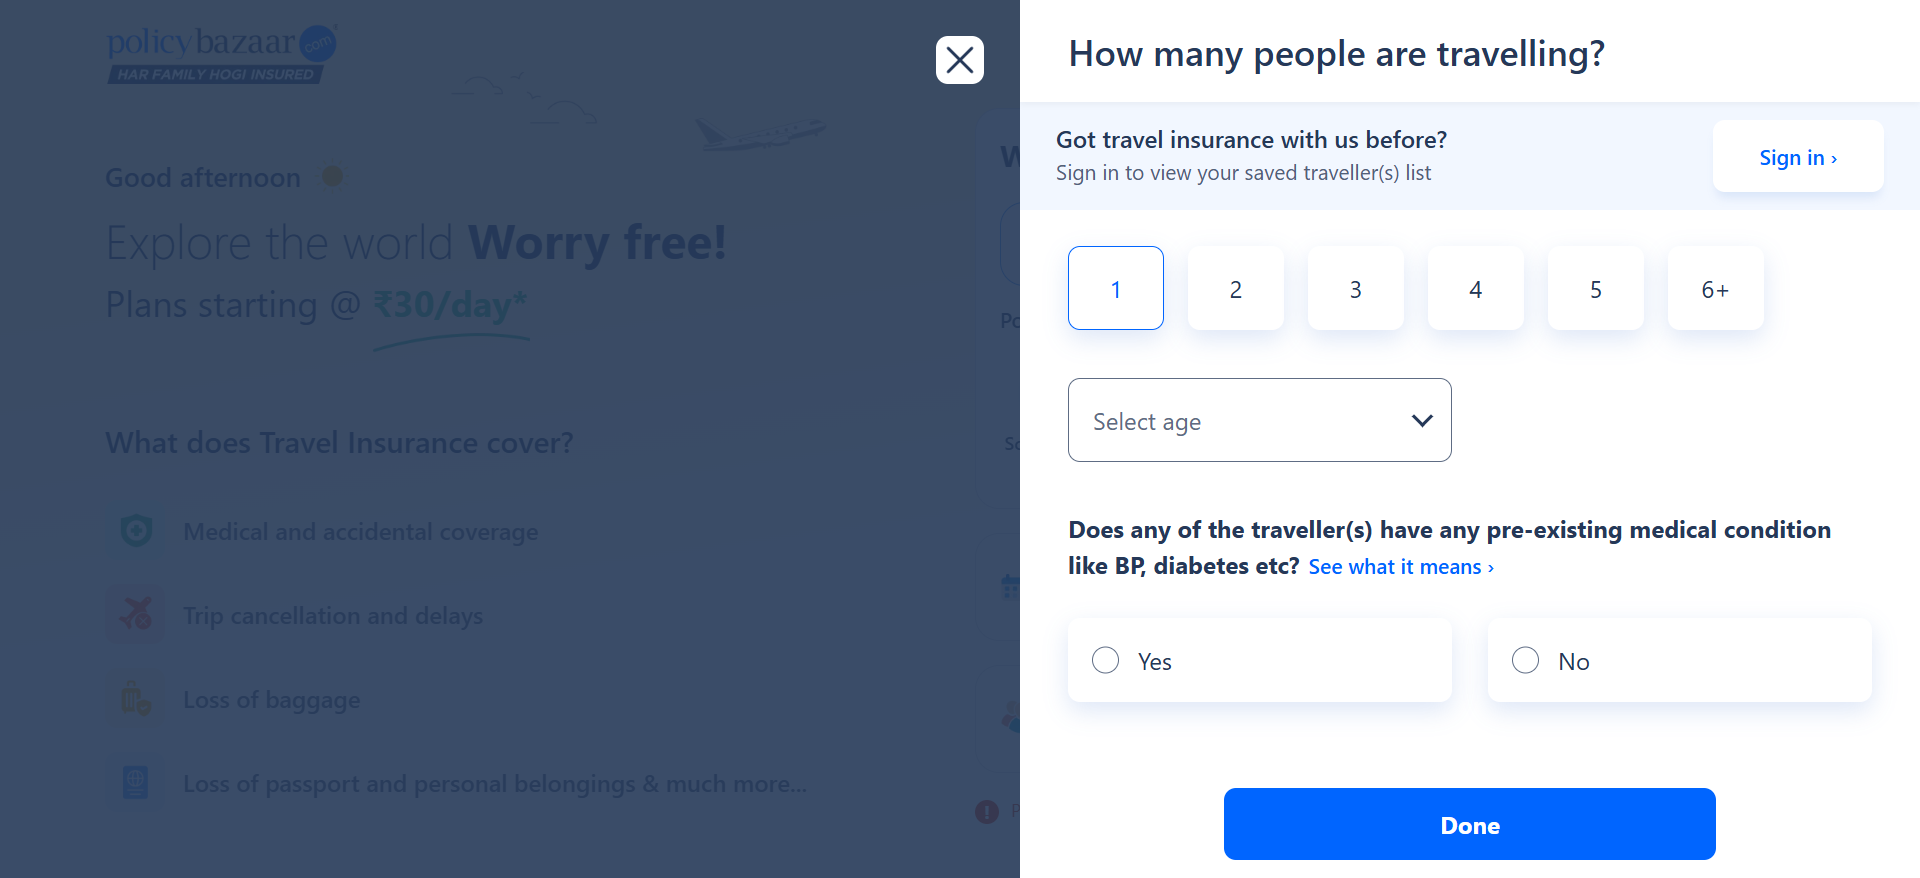 policybazaar.com
HAR FAMILY HOGI INSURED
Good afternoon
Explore the world Worry free!
Plans starting @ ₹30/day*
What does Travel Insurance cover?
Medical and accidental coverage
Trip cancellation and delays
Loss of baggage
Loss of passport and personal belongings & much more...
How many people are travelling?
Got travel insurance with us before?
Sign in to view your saved traveller(s) list
Sign in ›
1 2 3 4 5 6+
Select age
Does any of the traveller(s) have any pre-existing medical condition
like BP, diabetes etc? See what it means ›
Yes No
Done